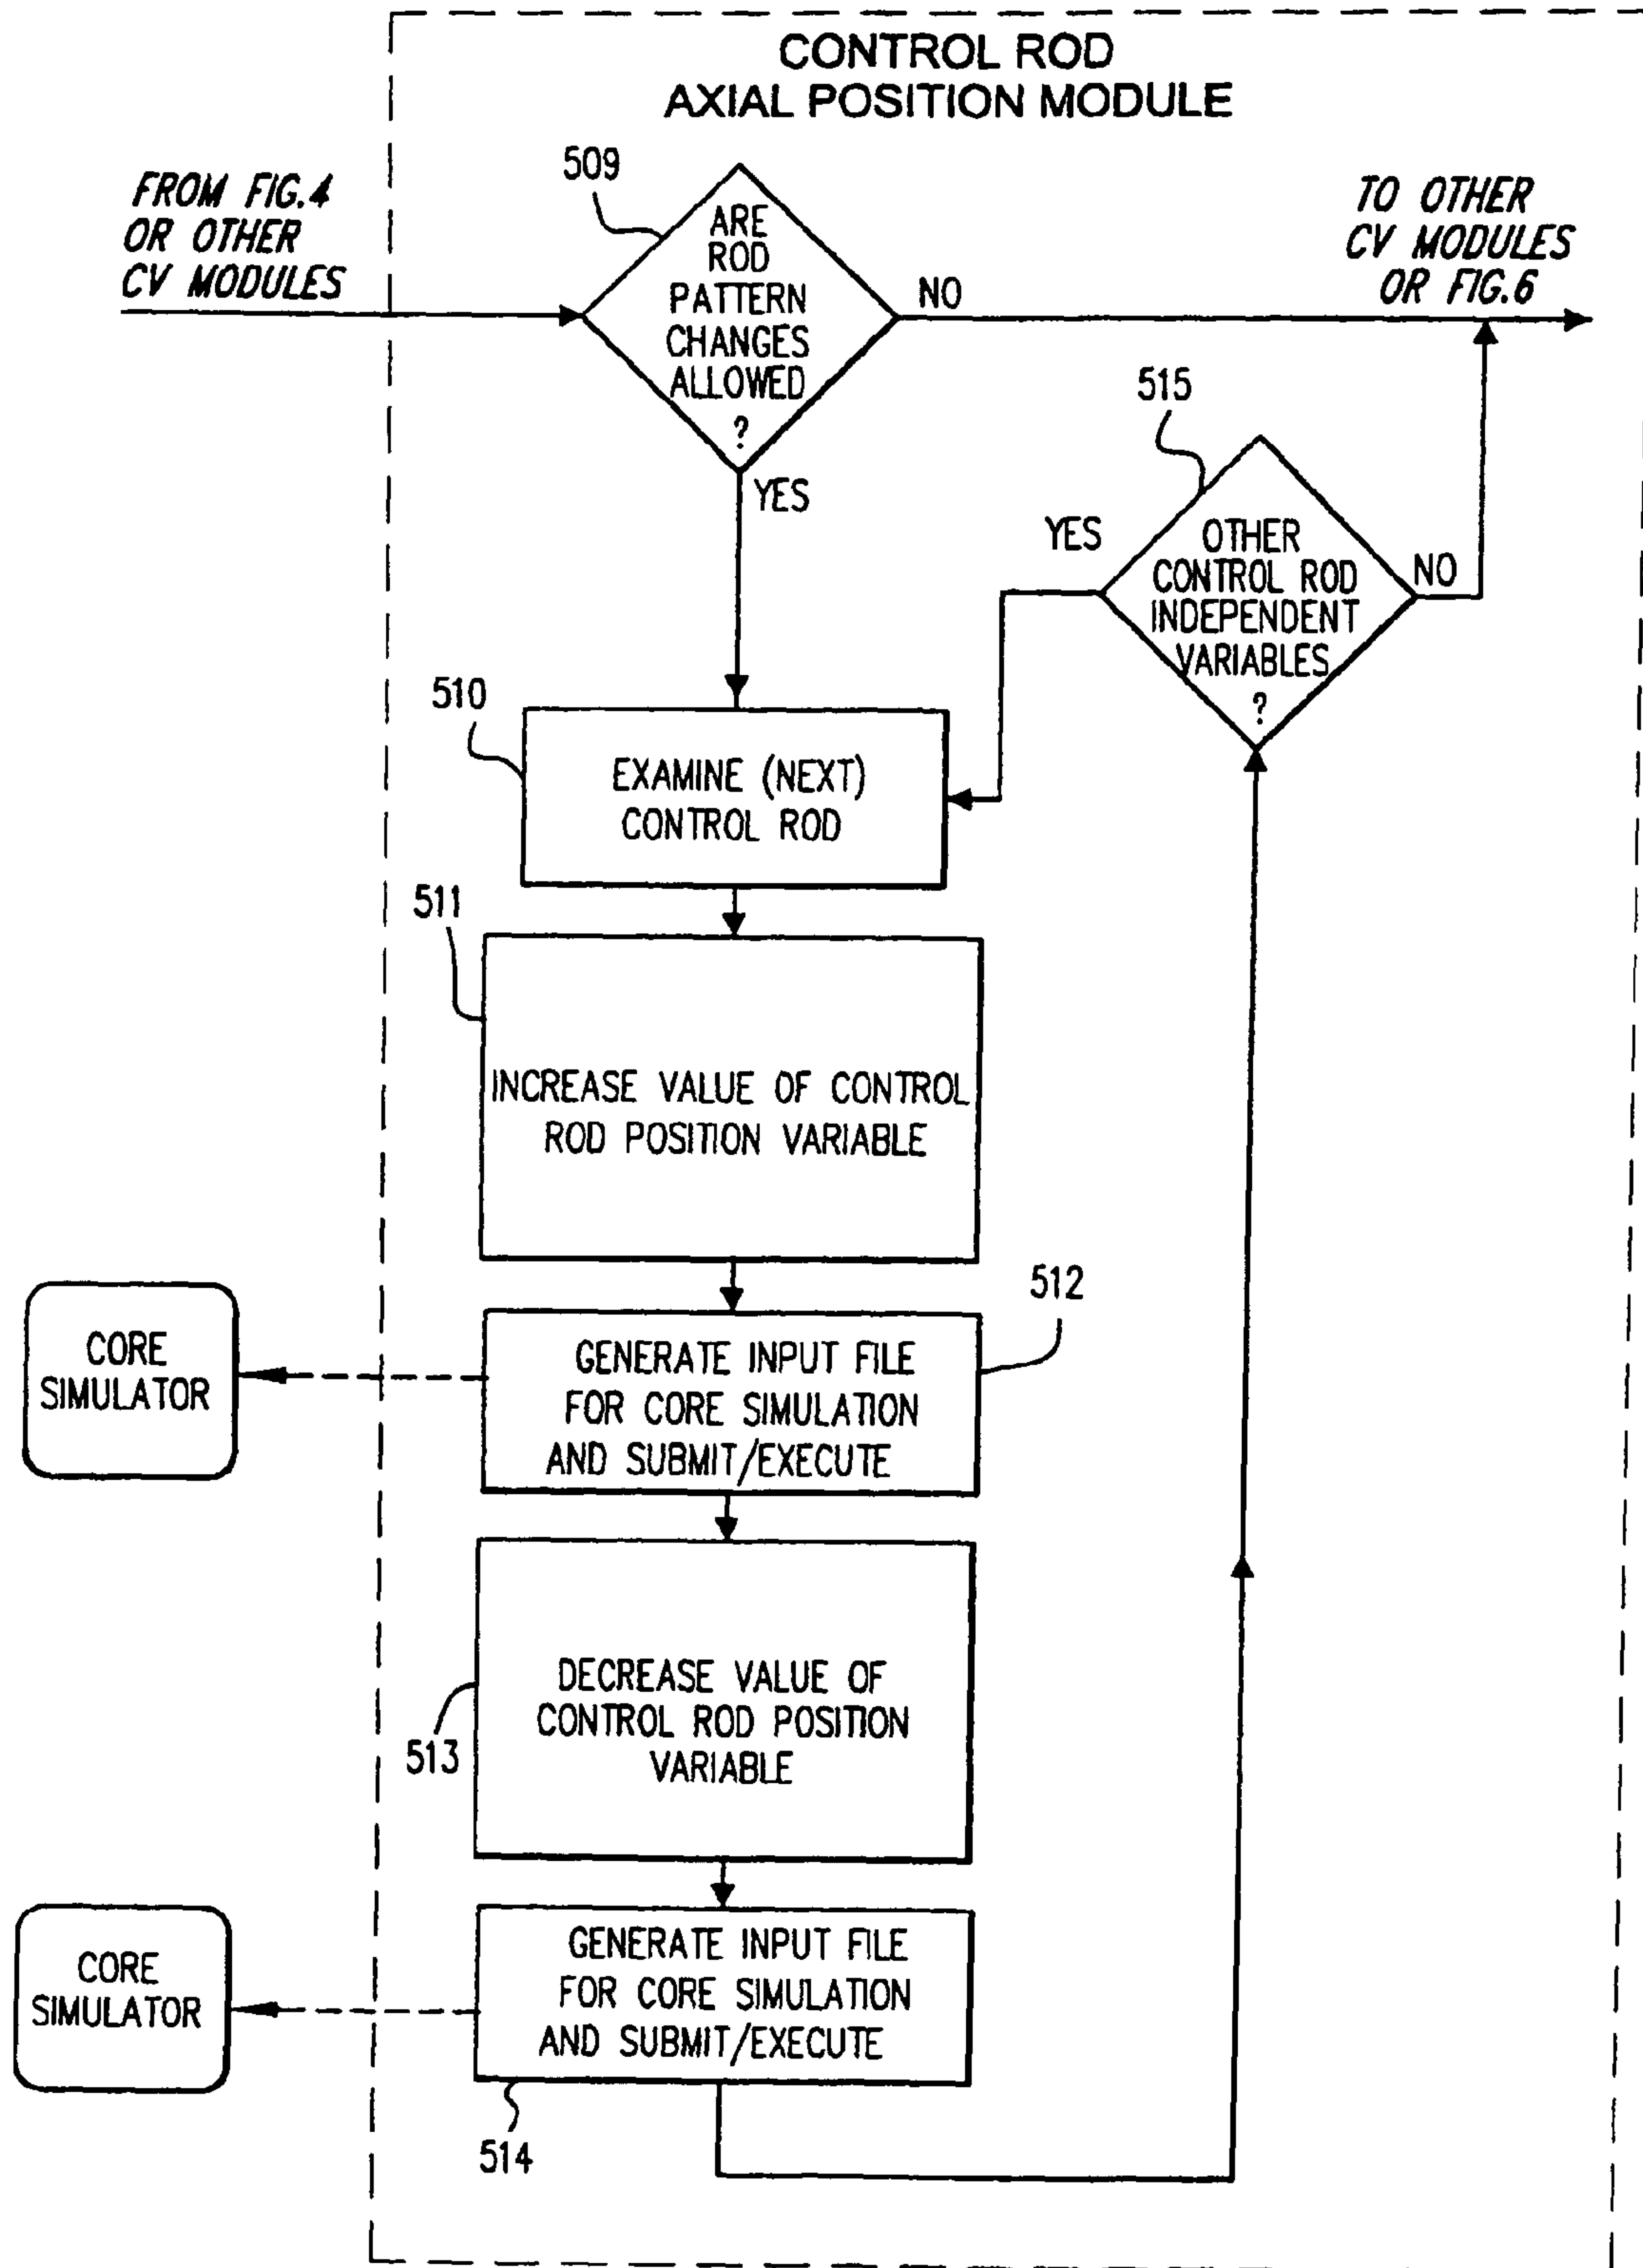 CONTROL ROD
AXIAL POSITION MODULE
FROM FIG.4
OR OTHER
CV MODULES
509
ARE
ROD
PATTERN
CHANGES
ALLOWED
?
NO
YES
TO OTHER
CV MODULES
OR FIG.6
515
OTHER
CONTROL ROD
INDEPENDENT
VARIABLES
?
YES
NO
510
EXAMINE (NEXT)
CONTROL ROD
511
INCREASE VALUE OF CONTROL
ROD POSITION VARIABLE
512
GENERATE INPUT FILE
FOR CORE SIMULATION
AND SUBMIT/EXECUTE
CORE
SIMULATOR
513
DECREASE VALUE OF
CONTROL ROD POSITION
VARIABLE
GENERATE INPUT FILE
FOR CORE SIMULATION
AND SUBMIT/EXECUTE
CORE
SIMULATOR
514